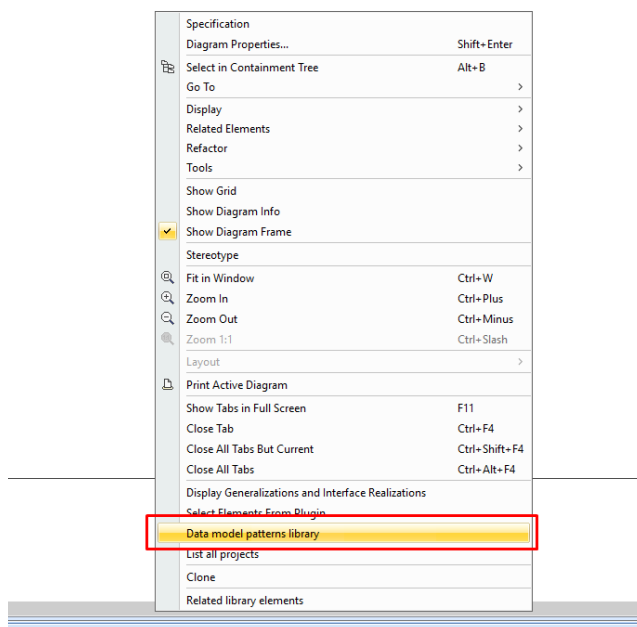 Specification
Diagram Properties... Shift+Enter
Select in Containment Tree Alt+B
Go To
Display
Related Elements
Refactor
Tools
Show Grid
Show Diagram Info
Show Diagram Frame
Stereotype
Fit in Window Ctrl+W
Zoom In Ctrl+Plus
Zoom Out Ctrl+Minus
Zoom 1:1 Ctrl+Slash
Layout
Print Active Diagram
Show Tabs in Full Screen F11
Close Tab Ctrl+F4
Close All Tabs But Current Ctrl+Shift+F4
Close All Tabs Ctrl+Alt+F4
Display Generalizations and Interface Realizations
Select Elements From Plugin
Data model patterns library
List all projects
Clone
Related library elements